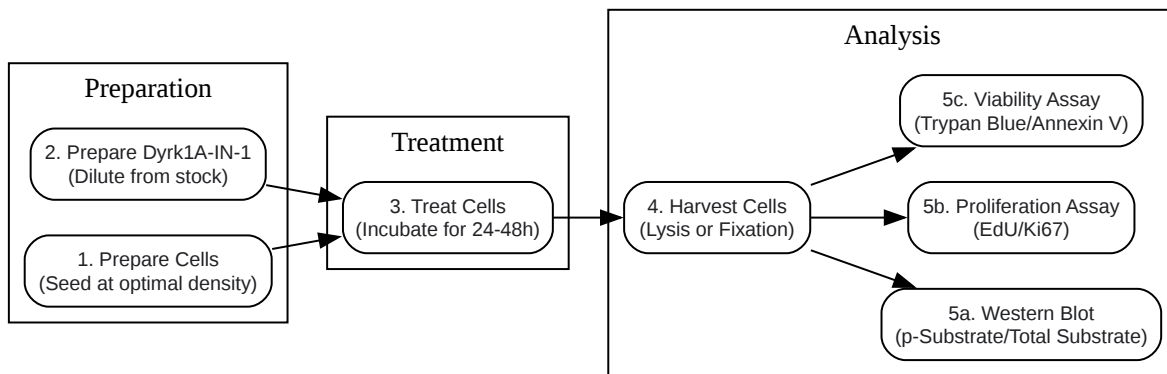 Preparation
2. Prepare Dyrk1A-IN-1
(Dilute from stock)
1. Prepare Cells
(Seed at optimal density)
Treatment
3. Treat Cells
(Incubate for 24-48h)
Analysis
4. Harvest Cells
(Lysis or Fixation)
5c. Viability Assay
(Trypan Blue/Annexin V)
5b. Proliferation Assay
(EdU/Ki67)
5a. Western Blot
(p-Substrate/Total Substrate)